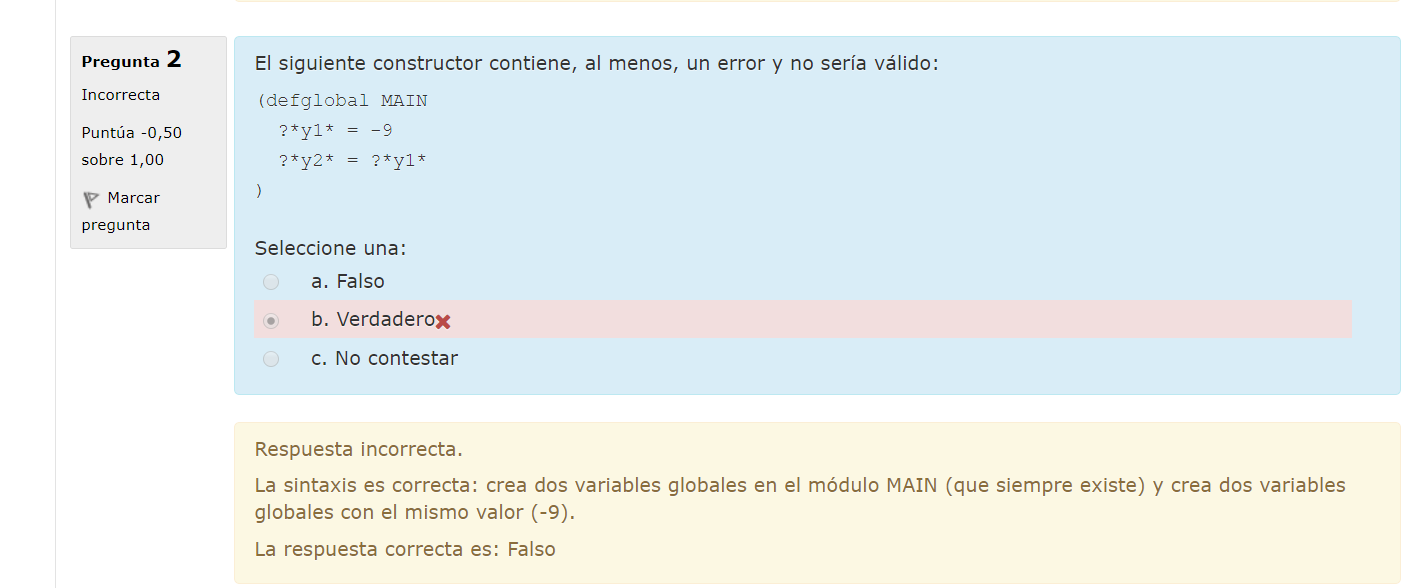 Pregunta 2
Incorrecta
Puntúa -0,50
sobre 1,00
Marcar
pregunta
El siguiente constructor contiene, al menos, un error y no sería válido:
(defglobal MAIN
?*y1* = -9
?*y2* = ?*y1*
)
Seleccione una:
a. Falso
b. Verdadero
c. No contestar
Respuesta incorrecta.
La sintaxis es correcta: crea dos variables globales en el módulo MAIN (que siempre existe) y crea dos variables
globales con el mismo valor (-9).
La respuesta correcta es: Falso